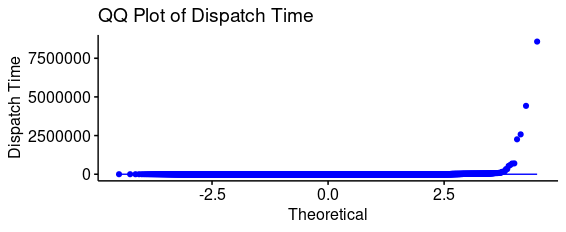 QQ Plot of Dispatch Time
Dispatch Time
7500000
5000000
2500000
0
-2.5 0.0 2.5
Theoretical